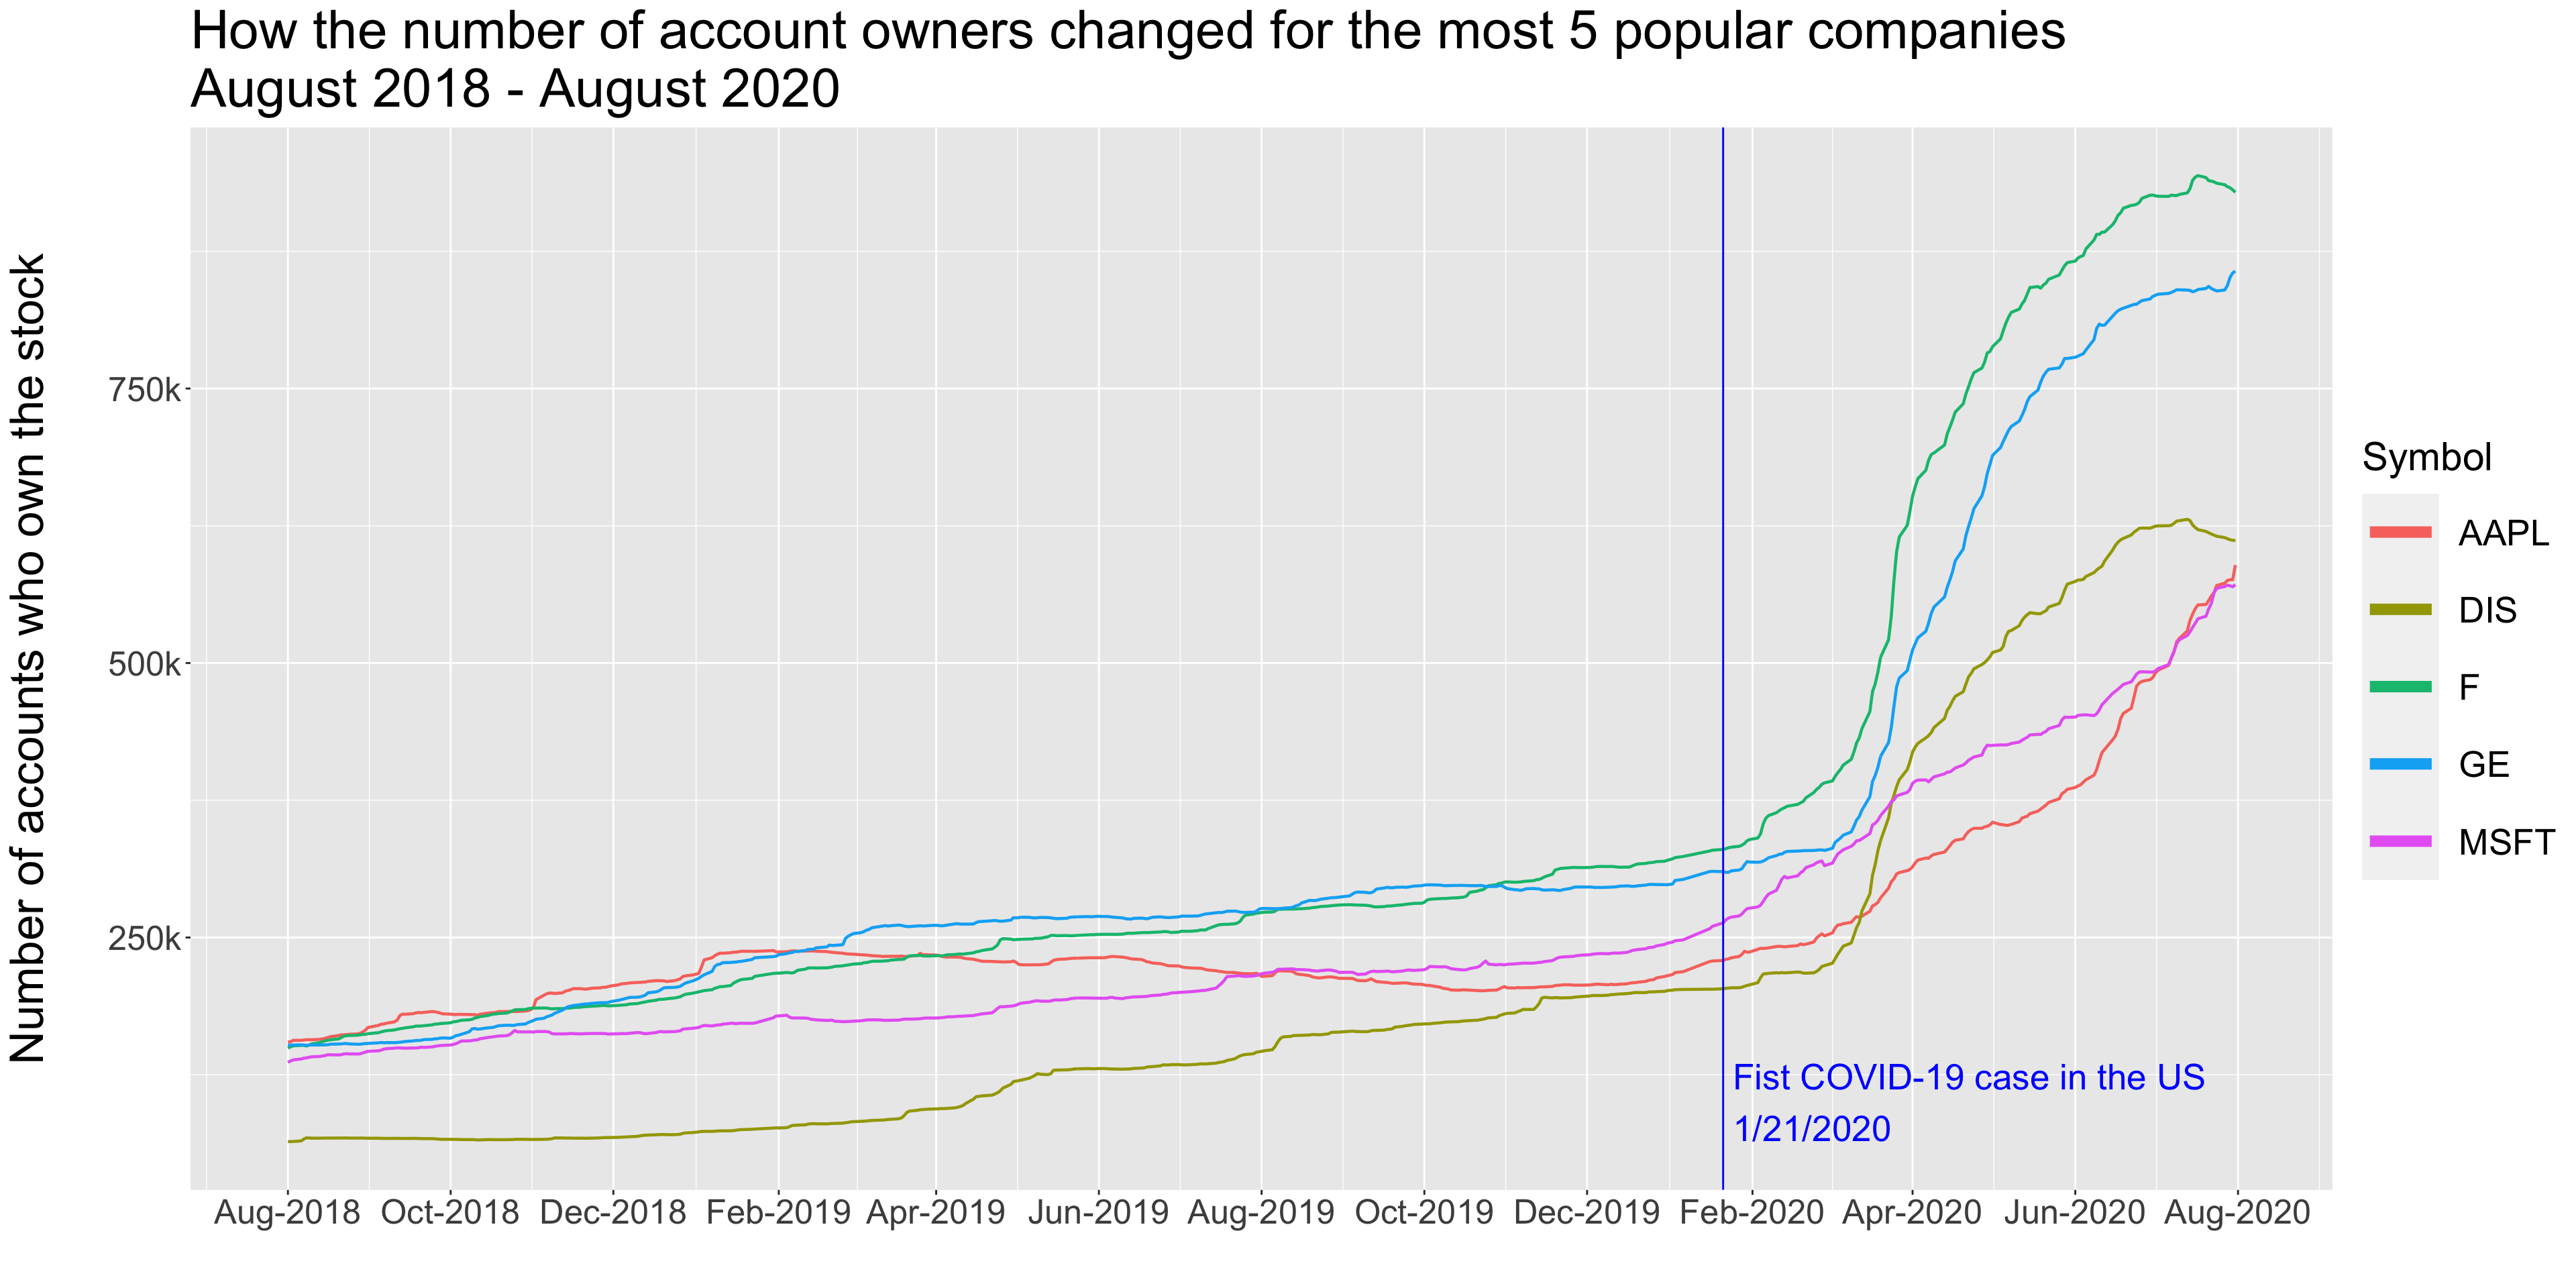 How the number of account owners changed for the most 5 popular companies
August 2018 - August 2020
Number of accounts who own the stock
750k
500k
250k
Fist COVID-19 case in the US
1/21/2020
Aug-2018 Oct-2018 Dec-2018 Feb-2019 Apr-2019 Jun-2019 Aug-2019 Oct-2019 Dec-2019 Feb-2020 Apr-2020 Jun-2020 Aug-2020
Symbol
AAPL
DIS
F
GE
MSFT